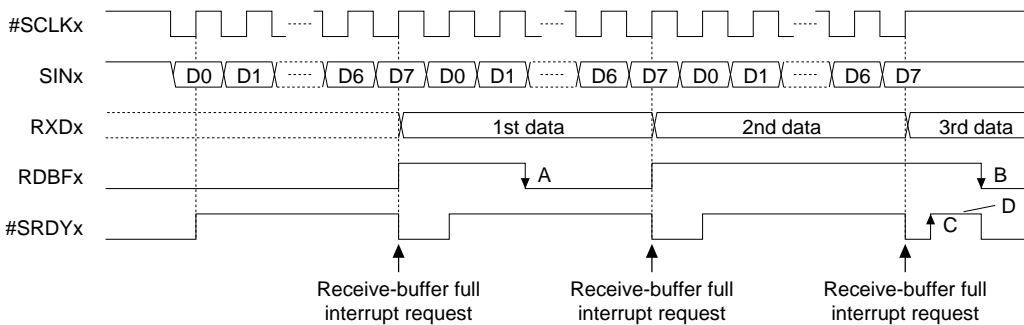 #SCLKx
SINx D0 D1 D6 D7 D0 D1 D6 D7 D0 D1 D6 D7
RXDx 1st data 2nd data 3rd data
RDBFx A B
#SRDYx C D
Receive-buffer full interrupt request
Receive-buffer full interrupt request
Receive-buffer full interrupt request